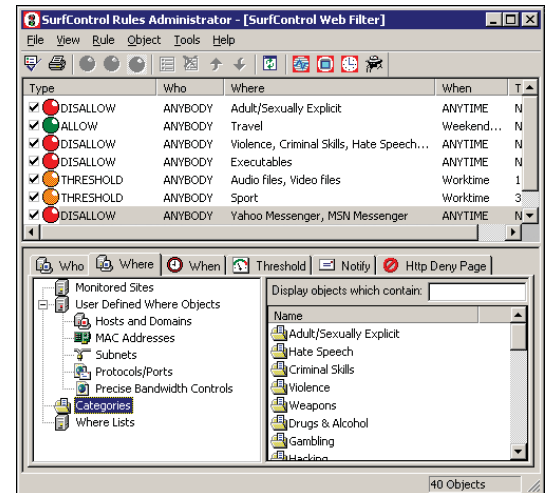 SurfControl Rules Administrator - [SurfControl Web Filter]
File View Rule Object Tools Help
Type Who Where When T
DISALLOW ANYBODY Adult/Sexually Explicit ANYTIME N
ALLOW ANYBODY Travel Weekend... N
DISALLOW ANYBODY Violence, Criminal Skills, Hate Speech... ANYTIME N
DISALLOW ANYBODY Executables ANYTIME N
THRESHOLD ANYBODY Audio files, Video files Worktime 1
THRESHOLD ANYBODY Sport Worktime 3
DISALLOW ANYBODY Yahoo Messenger, MSN Messenger ANYTIME N
Who Where When Threshold Notify Http Deny Page
Monitored Sites
User Defined Where Objects
Hosts and Domains
MAC Addresses
Subnets
Protocols/Ports
Precise Bandwidth Controls
Categories
Where Lists
Display objects which contain:
Name
Adult/Sexually Explicit
Hate Speech
Criminal Skills
Violence
Weapons
Drugs & Alcohol
Gambling
Hacking
40 Objects